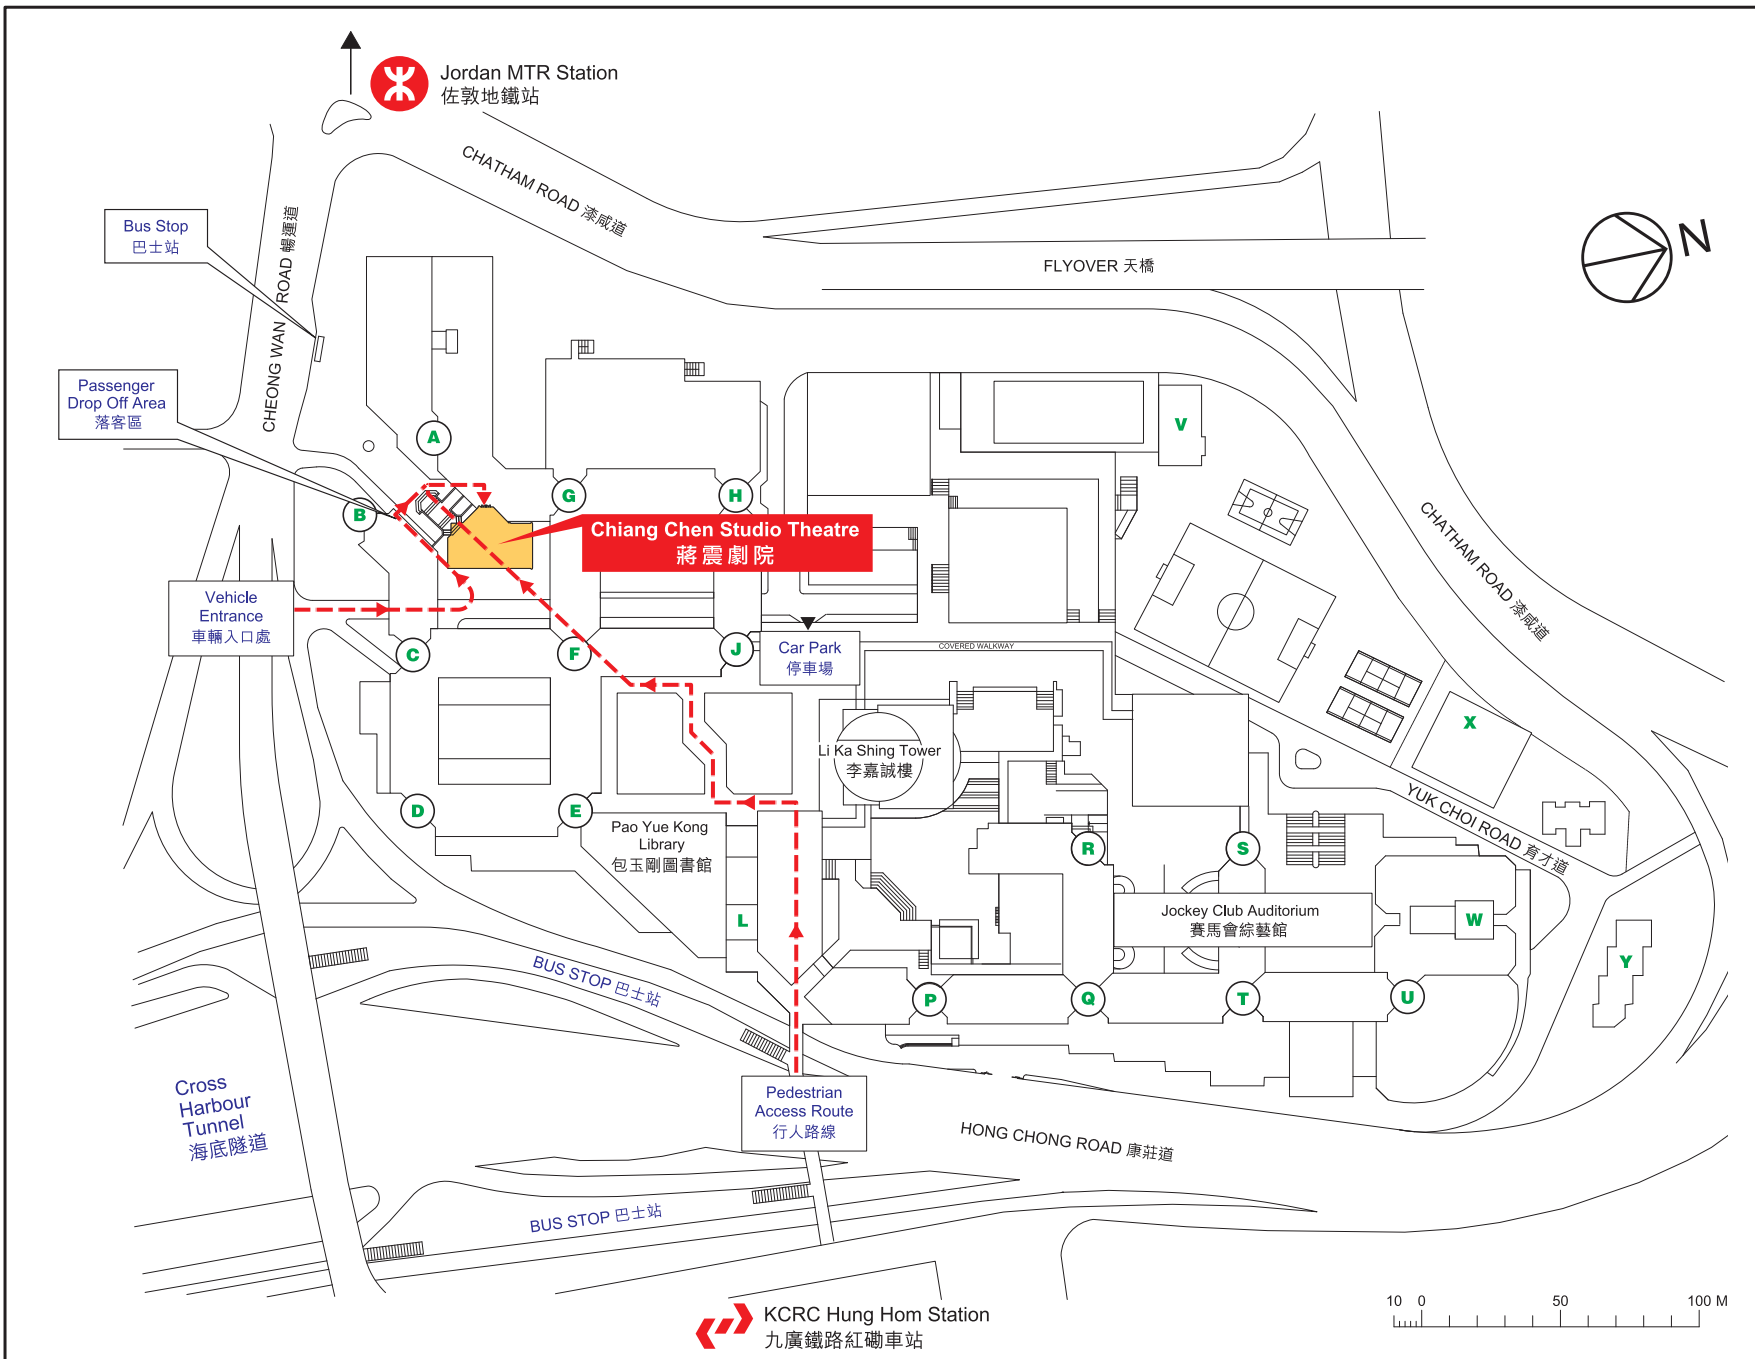 Jordan MTR Station
佐敦地鐵站
CHATHAM ROAD 漆咸道
Bus Stop
巴士站
CHEONG WAN ROAD 暢運道
FLYOVER 天橋
N
Passenger
Drop Off Area
落客區
A
V
B
G
H
Chiang Chen Studio Theatre
蔣震劇院
CHATHAM ROAD 漆咸道
Vehicle
Entrance
車輛入口處
C
F
J
Car Park
停車場
COVERED WALKWAY
X
Li Ka Shing Tower
李嘉誠樓
YUK CHOI ROAD 育才道
D
E
Pao Yue Kong
Library
包玉剛圖書館
R
S
L
Jockey Club Auditorium
賽馬會綜藝館
W
Y
BUS STOP 巴士站
P
Q
T
U
Cross
Harbour
Tunnel
海底隧道
Pedestrian
Access Route
行人路線
HONG CHONG ROAD 康莊道
BUS STOP 巴士站
KCRC Hung Hom Station
九廣鐵路紅磡車站
10 0 50 100 M